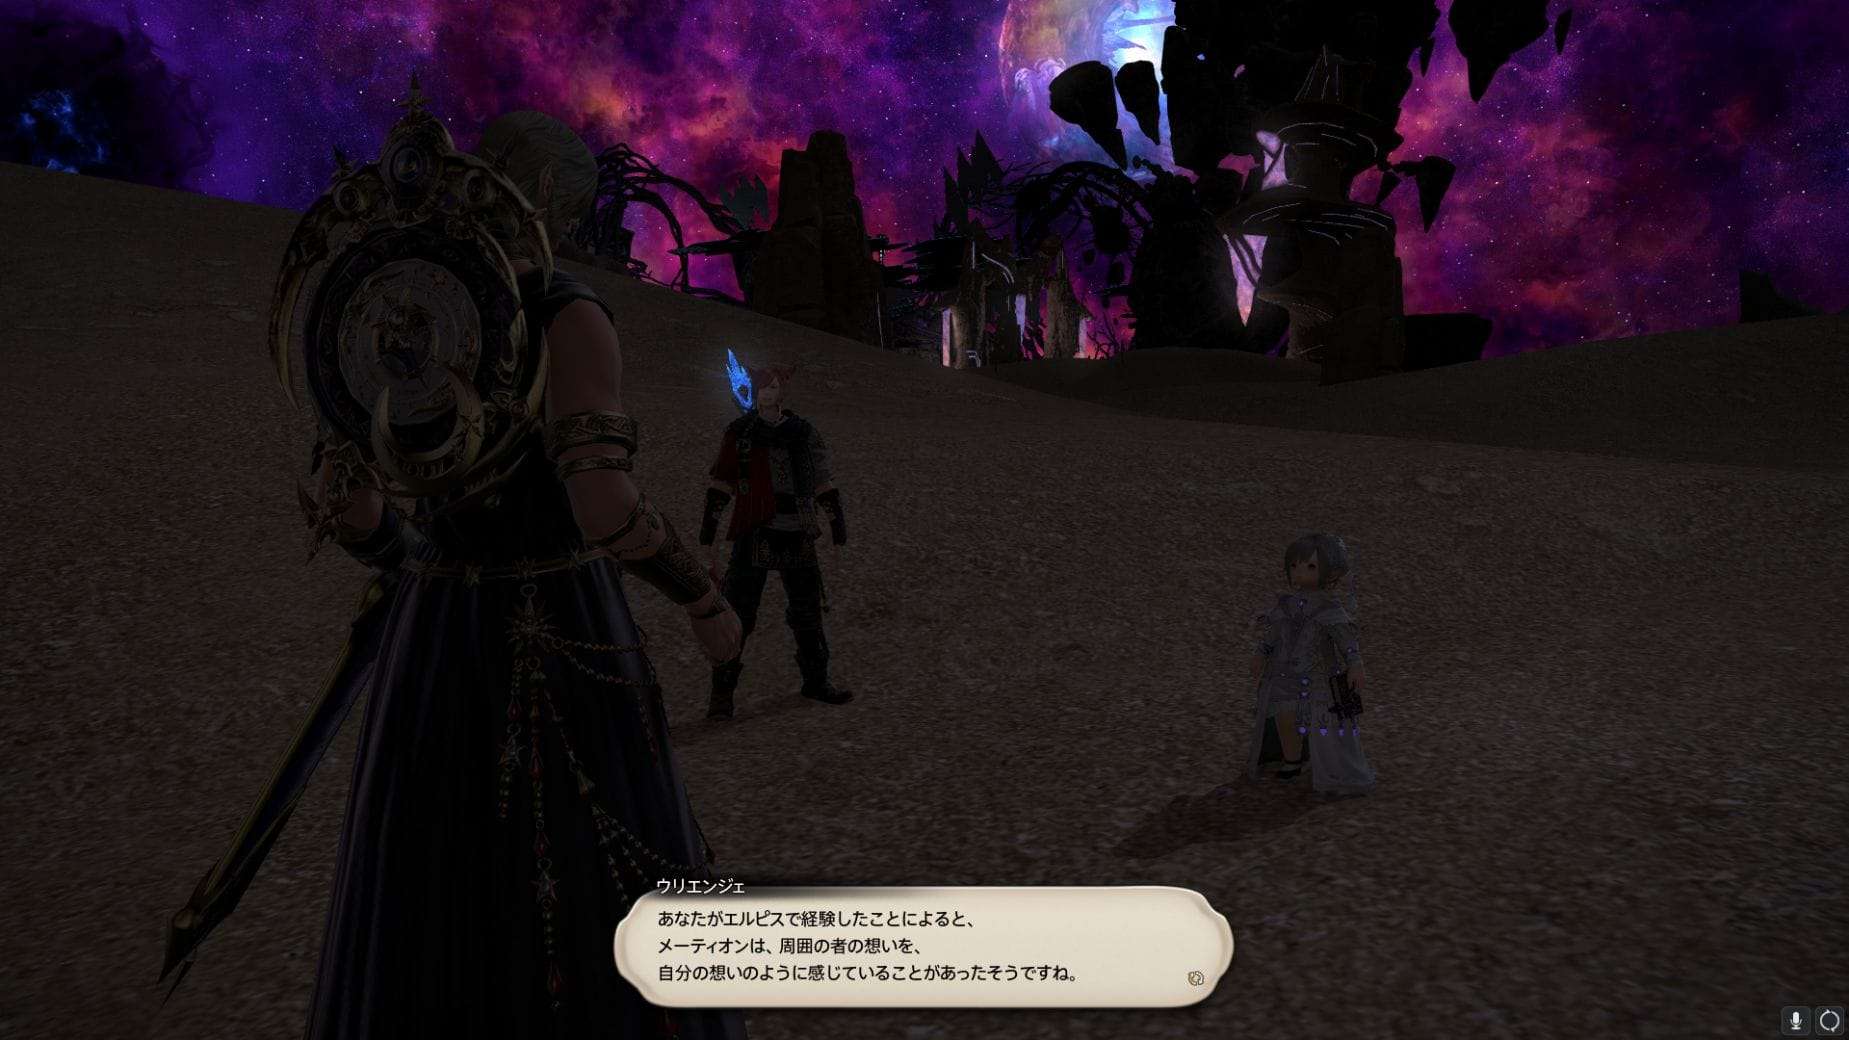 ウリエンジェ
あなたがエルピスで経験したことによると、
メーティオンは、周囲の者の想いを、
自分の想いのように感じていることがあったそうですね。